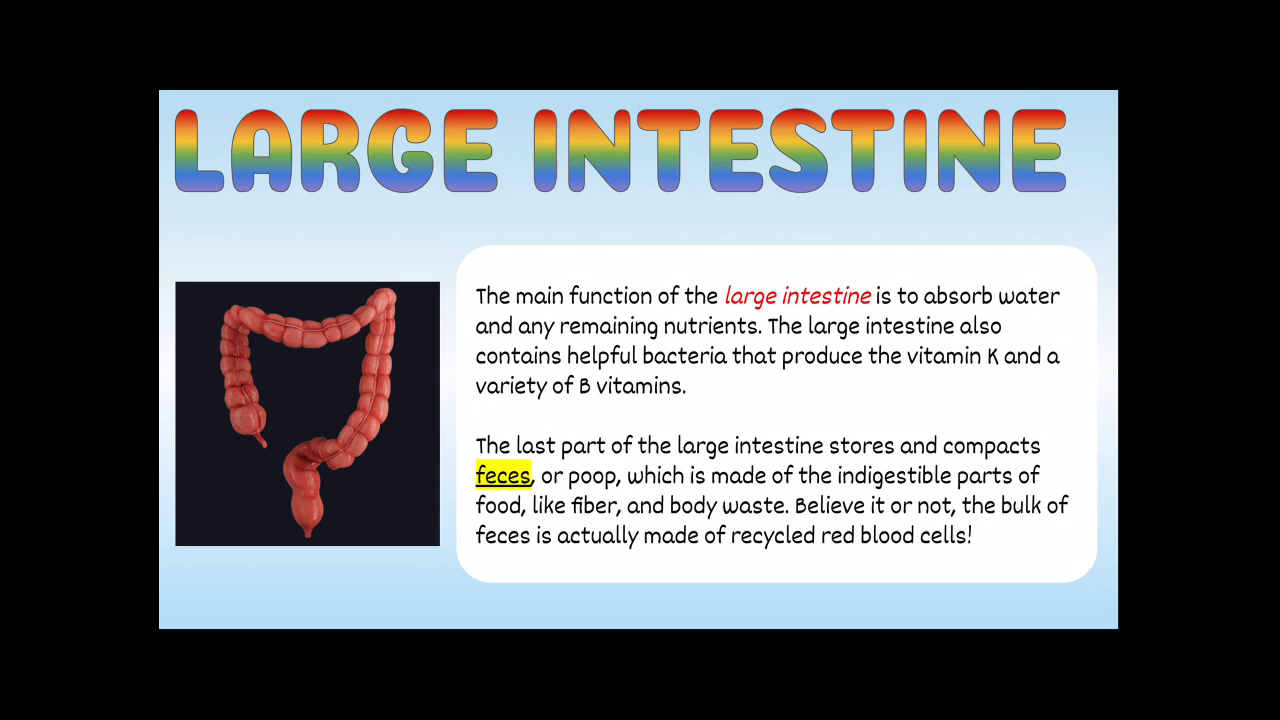 LARGE INTESTINE
The main function of the large intestine is to absorb water
and any remaining nutrients. The large intestine also
contains helpful bacteria that produce the vitamin K and a
variety of B vitamins.
The last part of the large intestine stores and compacts
feces, or poop, which is made of the indigestible parts of
food, like fiber, and body waste. Believe it or not, the bulk of
feces is actually made of recycled red blood cells!